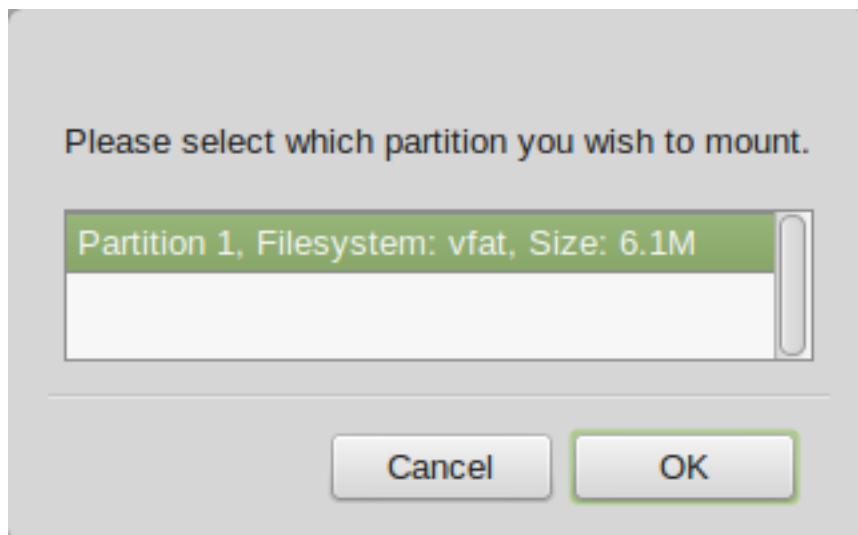 Please select which partition you wish to mount.
Partition 1, Filesystem: vfat, Size: 6.1M
Cancel
OK